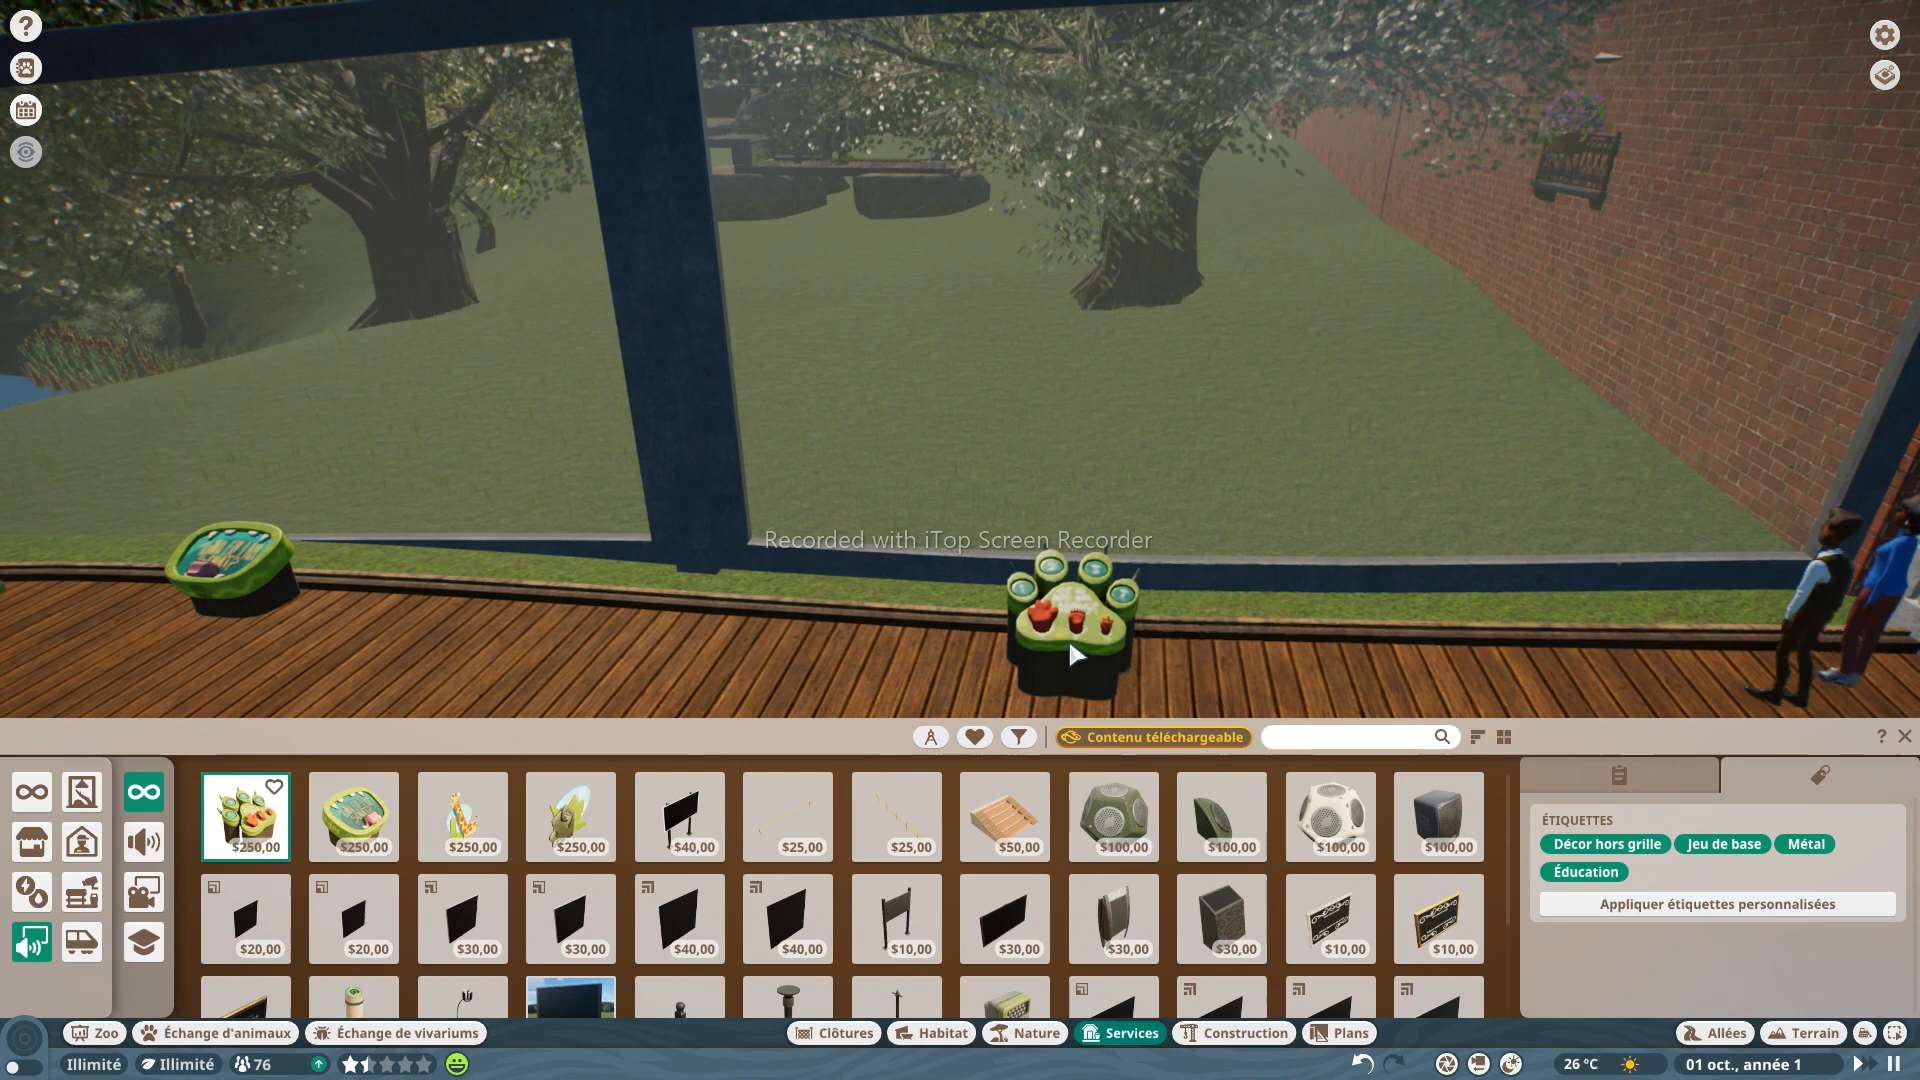 Recorded with iTop Screen Recorder
Contenu téléchargeable
?
$250,00 $250,00 $250,00 $250,00 $40,00 $25,00 $25,00 $50,00 $100,00 $100,00 $100,00 $100,00
$20,00 $20,00 $30,00 $30,00 $40,00 $40,00 $10,00 $30,00 $30,00 $30,00 $10,00 $10,00
ÉTIQUETTES
Décor hors grille Jeu de base Métal
Éducation
Appliquer étiquettes personnalisées
Zoo Échange d'animaux Échange de vivariums Clôtures Habitat Nature Services Construction Plans Allées Terrain
Illimité Illimité 76 26 °C 01 oct., année 1